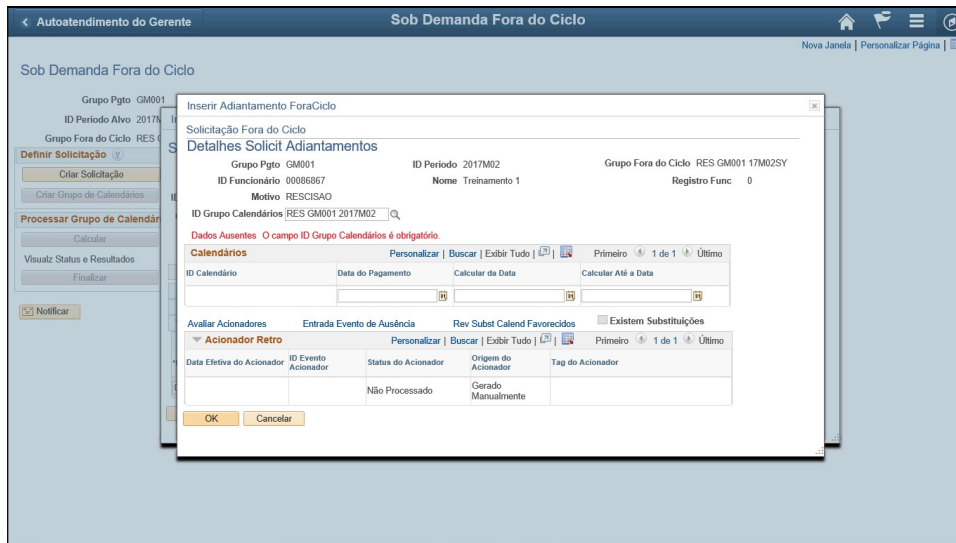 Autoatendimento do Gerente
Sob Demanda Fora do Ciclo
Nova Janela | Personalizar Página |
Sob Demanda Fora do Ciclo
Grupo Pgto GM001
ID Período Alvo 2017M
Grupo Fora do Ciclo RES
Definir Solicitação
Criar Solicitação
Criar Grupo de Calendários
Processar Grupo de Calendár
Calcular
Visualz Status e Resultados
Finalizar
Notificar
Inserir Adiantamento ForaCiclo
Solicitação Fora do Ciclo
Detalhes Solicit Adiantamentos
Grupo Pgto GM001 ID Período 2017M02 Grupo Fora do Ciclo RES GM001 17M02SY
ID Funcionário 00086867 Nome Treinamento 1 Registro Func 0
Motivo RESCISAO
ID Grupo Calendários RES GM001 2017M02
Dados Ausentes O campo ID Grupo Calendários é obrigatório.
Calendários Personalizar | Buscar | Exibir Tudo | | Primeiro 1 de 1 Último
ID Calendário Data do Pagamento Calcular da Data Calcular Até a Data
Avaliar Acionadores Entrada Evento de Ausência Rev Subst Calend Favorecidos Existem Substituições
Acionador Retro Personalizar | Buscar | Exibir Tudo | | Primeiro 1 de 1 Último
Data Efetiva do Acionador ID Evento Acionador Status do Acionador Origem do Acionador Tag do Acionador
Não Processado Gerado Manualmente
OK Cancelar